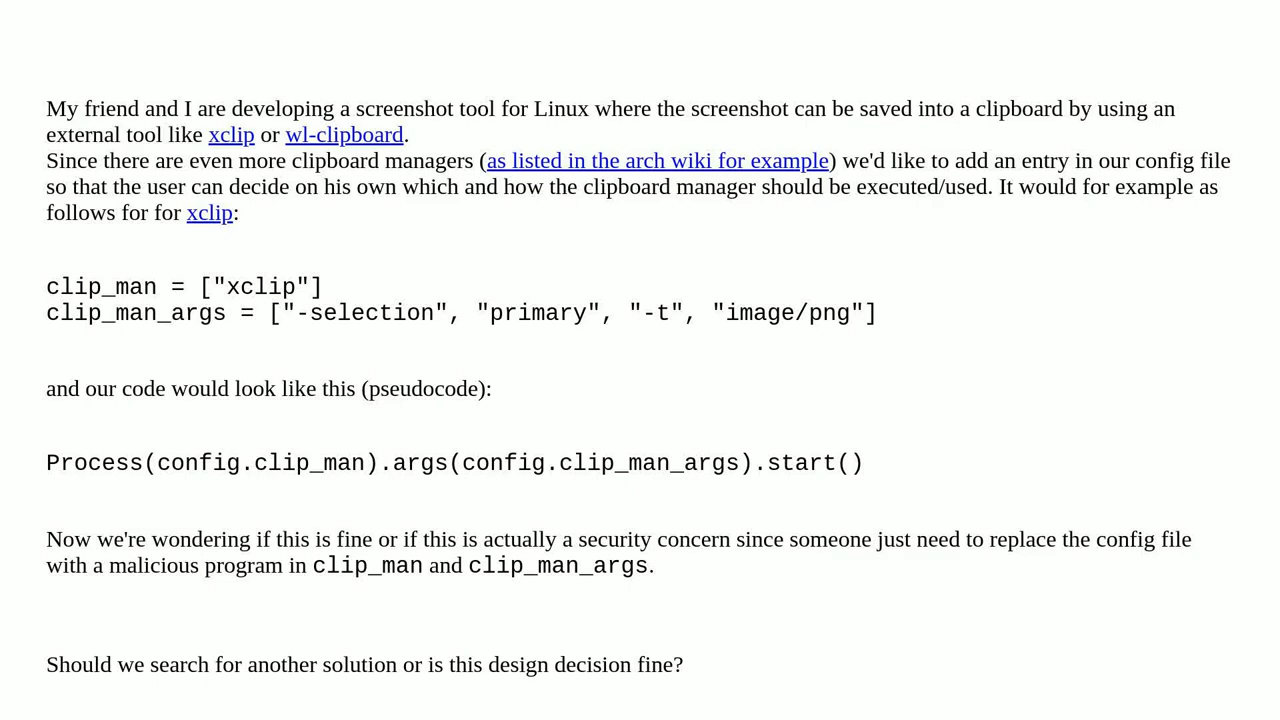 My friend and I are developing a screenshot tool for Linux where the screenshot can be saved into a clipboard by using an
external tool like xclip or wl-clipboard.
Since there are even more clipboard managers (as listed in the arch wiki for example) we'd like to add an entry in our config file
so that the user can decide on his own which and how the clipboard manager should be executed/used. It would for example as
follows for for xclip:
clip_man = ["xclip"]
clip_man_args = ["-selection", "primary", "-t", "image/png"]
and our code would look like this (pseudocode):
Process(config.clip_man).args(config.clip_man_args).start()
Now we're wondering if this is fine or if this is actually a security concern since someone just need to replace the config file
with a malicious program in clip_man and clip_man_args.
Should we search for another solution or is this design decision fine?